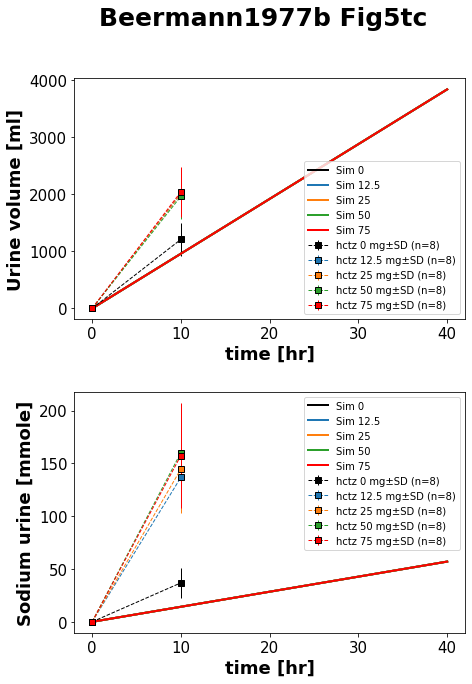 Beermann1977b Fig5tc
4000
3000
2000
1000
0
Urine volume [ml]
Sim 0
Sim 12.5
Sim 25
Sim 50
Sim 75
hctz 0 mg±SD (n=8)
hctz 12.5 mg±SD (n=8)
hctz 25 mg±SD (n=8)
hctz 50 mg±SD (n=8)
hctz 75 mg±SD (n=8)
0 10 20 30 40
time [hr]
200
150
100
50
0
Sodium urine [mmole]
Sim 0
Sim 12.5
Sim 25
Sim 50
Sim 75
hctz 0 mg±SD (n=8)
hctz 12.5 mg±SD (n=8)
hctz 25 mg±SD (n=8)
hctz 50 mg±SD (n=8)
hctz 75 mg±SD (n=8)
0 10 20 30 40
time [hr]